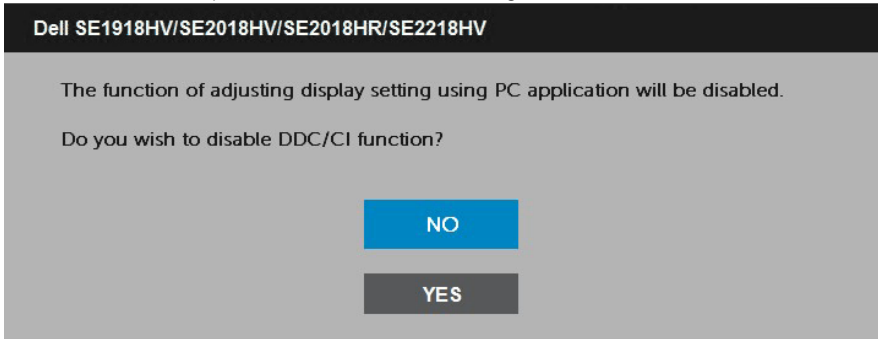 Dell SE1918HV/SE2018HV/SE2018HR/SE2218HV
The function of adjusting display setting using PC application will be disabled.
Do you wish to disable DDC/CI function?
NO
YES